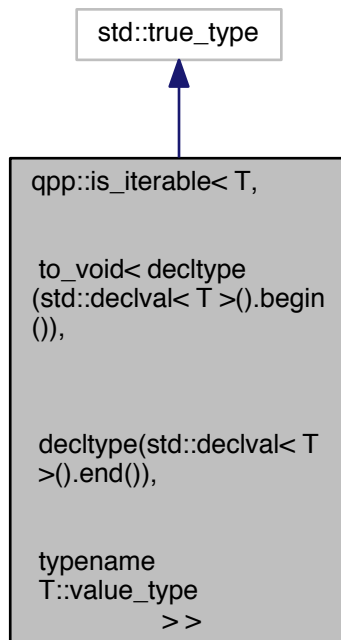 std::true_type
qpp::is_iterable< T,
to_void< decltype
(std::declval< T >().begin
()),
decltype(std::declval< T
>().end()),
typename
T::value_type
> >